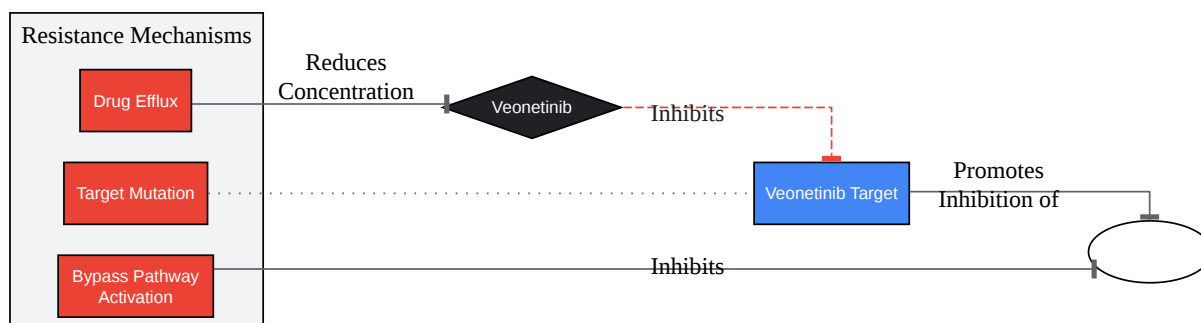 Resistance Mechanisms
Reduces
Concentration
Drug Efflux
Veonetinib
Inhibits
Target Mutation
Veonetinib Target
Promotes
Inhibition of
Bypass Pathway
Activation
Inhibits